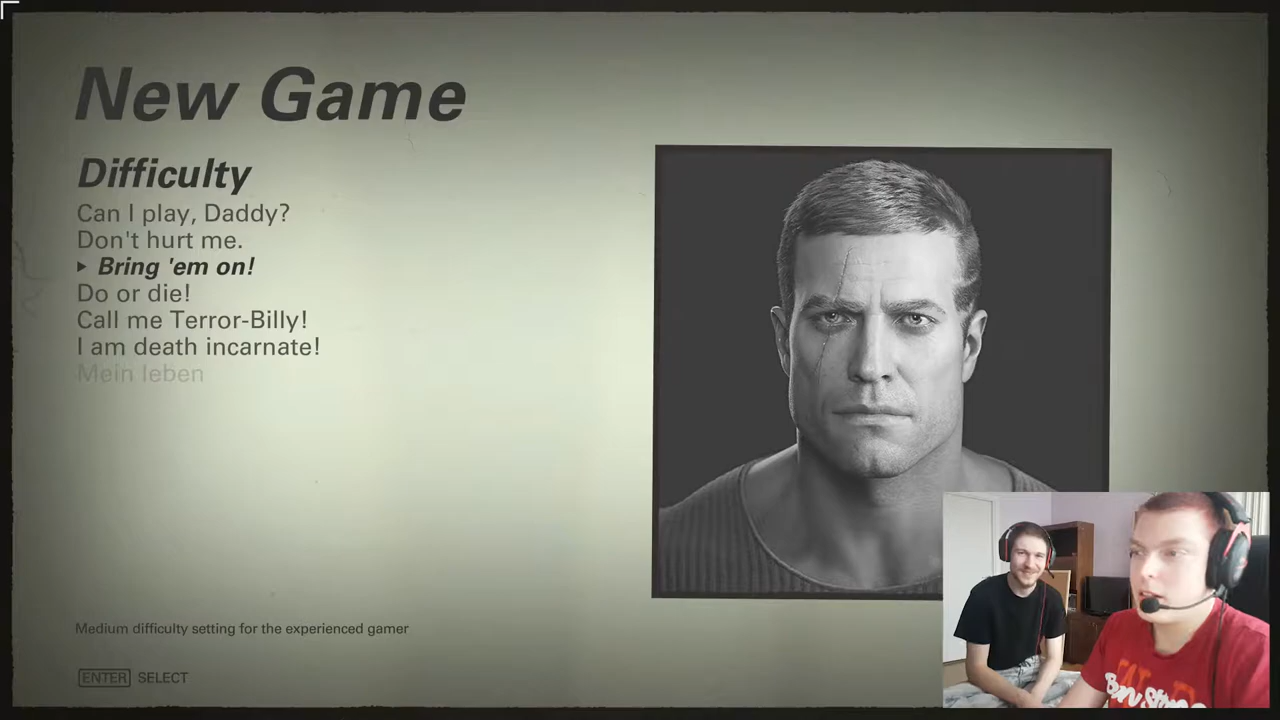 New Game
Difficulty
Can I play, Daddy?
Don't hurt me.
Bring 'em on!
Do or die!
Call me Terror-Billy!
I am death incarnate!
Mein leben
Medium difficulty setting for the experienced gamer
ENTER SELECT